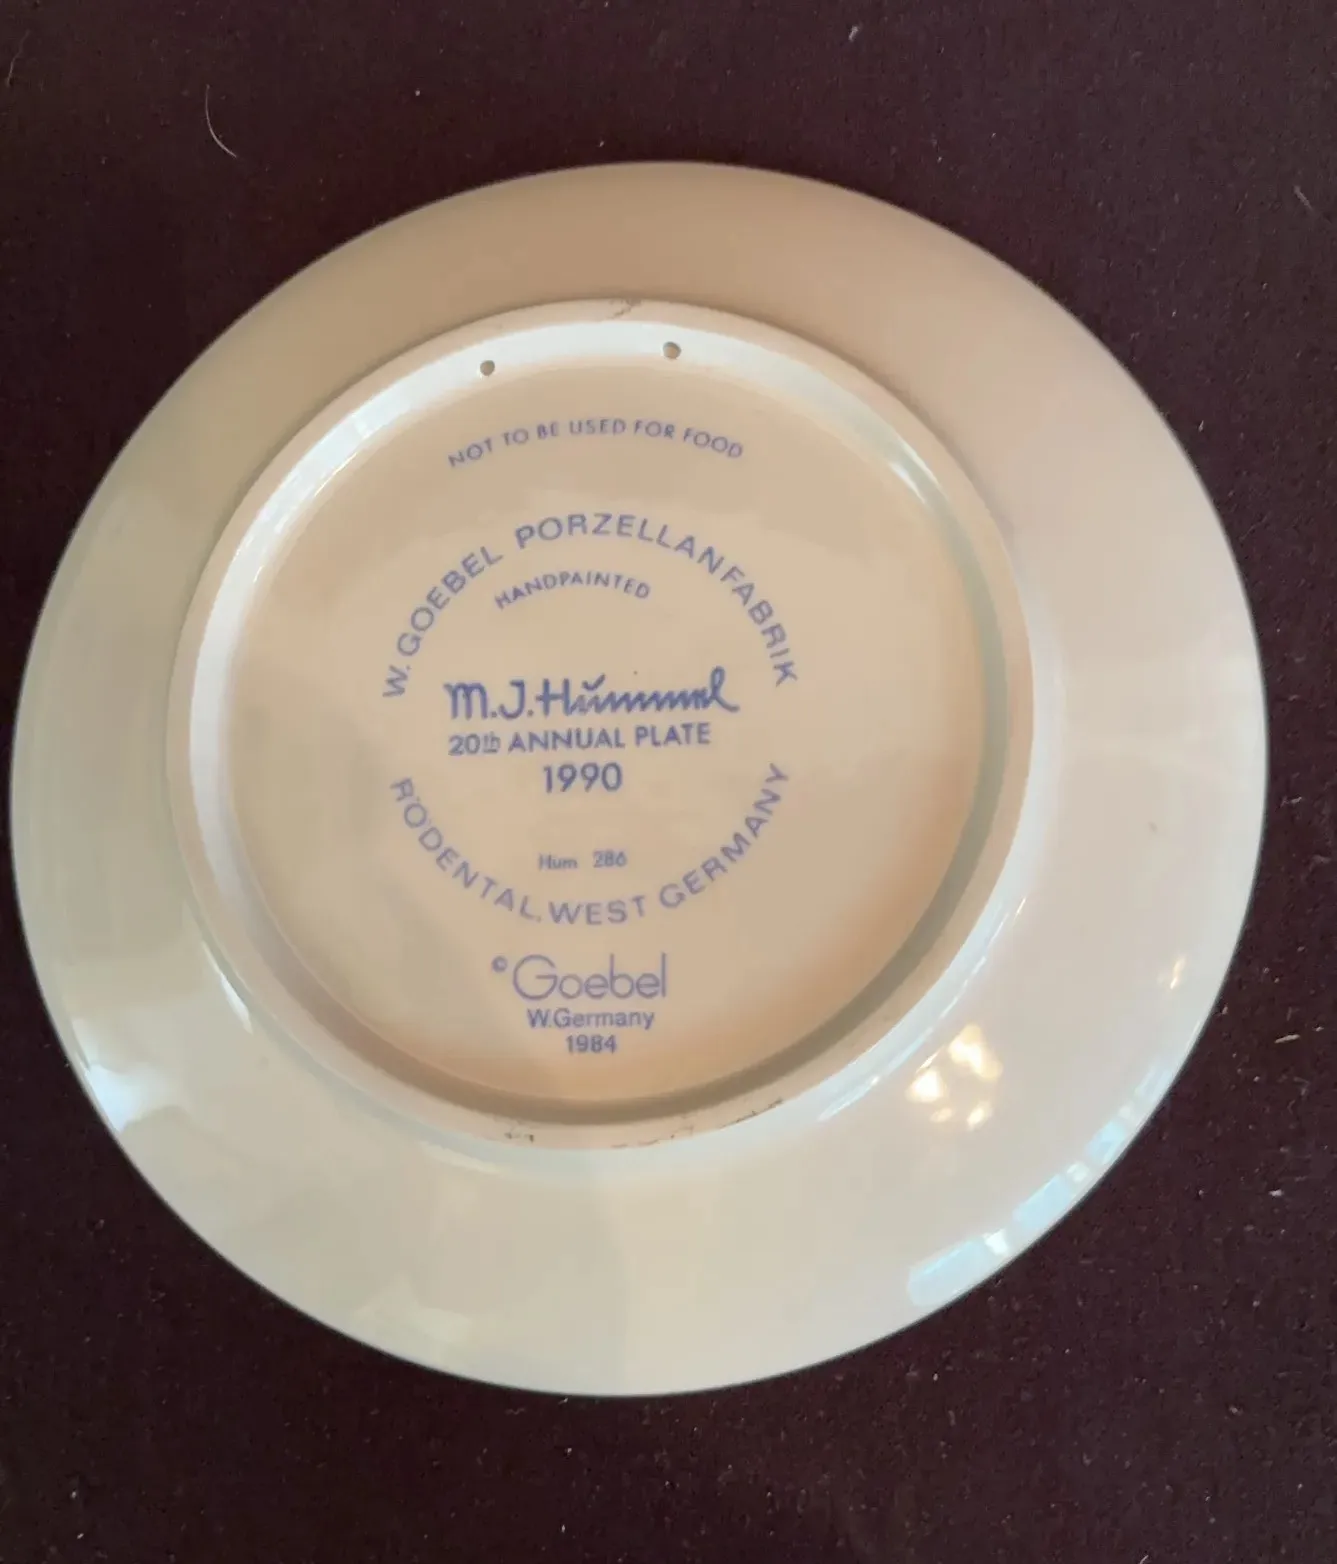 NOT TO BE USED FOR FOOD
W. GOEBEL PORZELLANFABRIK
HANDPAINTED
M.J. Hummel
20th ANNUAL PLATE
1990
Hum 286
RÖDENTAL, WEST GERMANY
© Goebel
W.Germany
1984